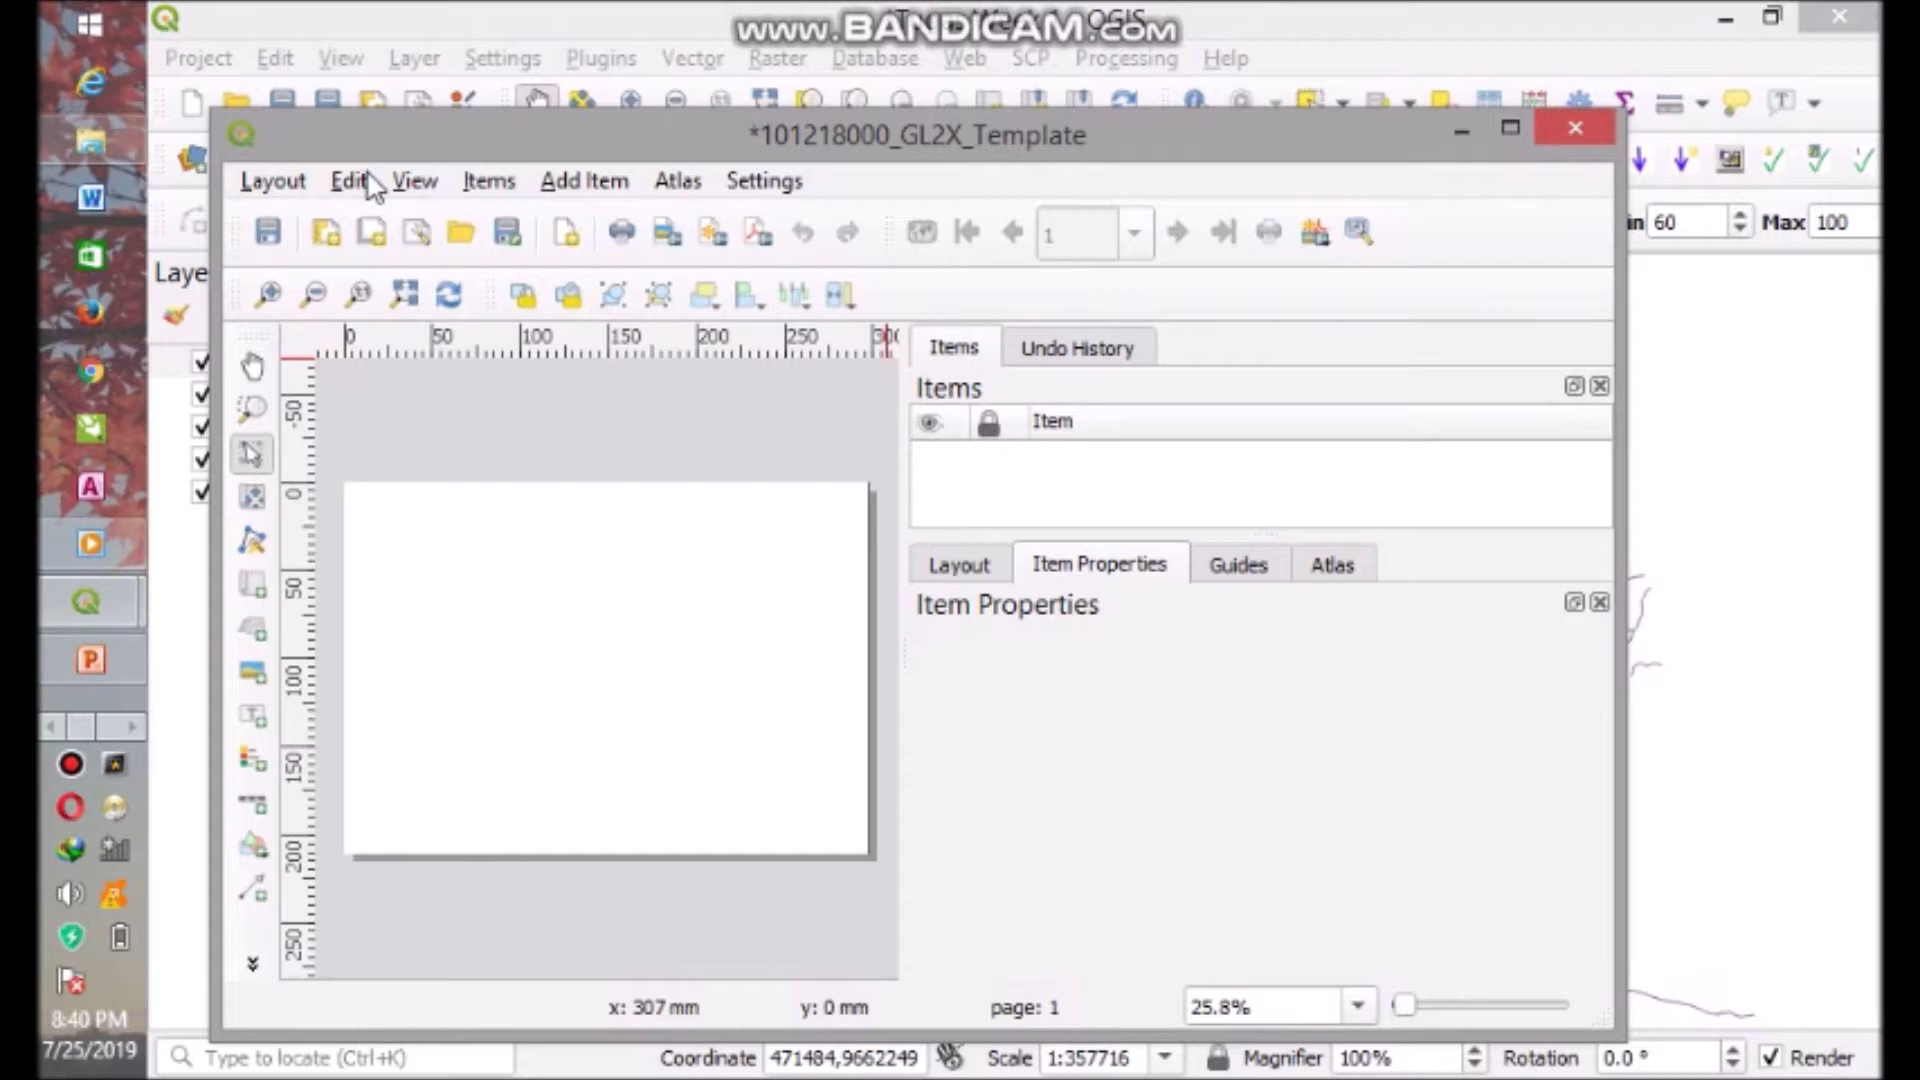 www.BANDICAM.com
QGIS
Project Edit View Layer Settings Plugins Vector Raster Database Web SCP Processing Help
*101218000_GL2X_Template
Layout Edit View Items Add Item Atlas Settings
1
in 60 Max 100
Laye
0 50 100 150 200 250 300
Items Undo History
Items
Item
-50
0
50
100
150
200
250
Layout Item Properties Guides Atlas
Item Properties
x: 307 mm y: 0 mm page: 1 25.8%
8:40 PM
7/25/2019
Type to locate (Ctrl+K) Coordinate 471484,9662249 Scale 1:357716 Magnifier 100% Rotation 0.0 ° Render